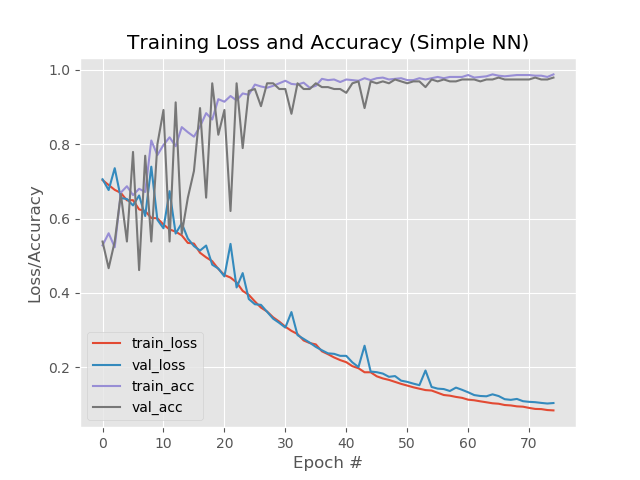 Training Loss and Accuracy (Simple NN)
1.0
0.8
0.6
0.4
0.2
Loss/Accuracy
train_loss
val_loss
train_acc
val_acc
0 10 20 30 40 50 60 70
Epoch #